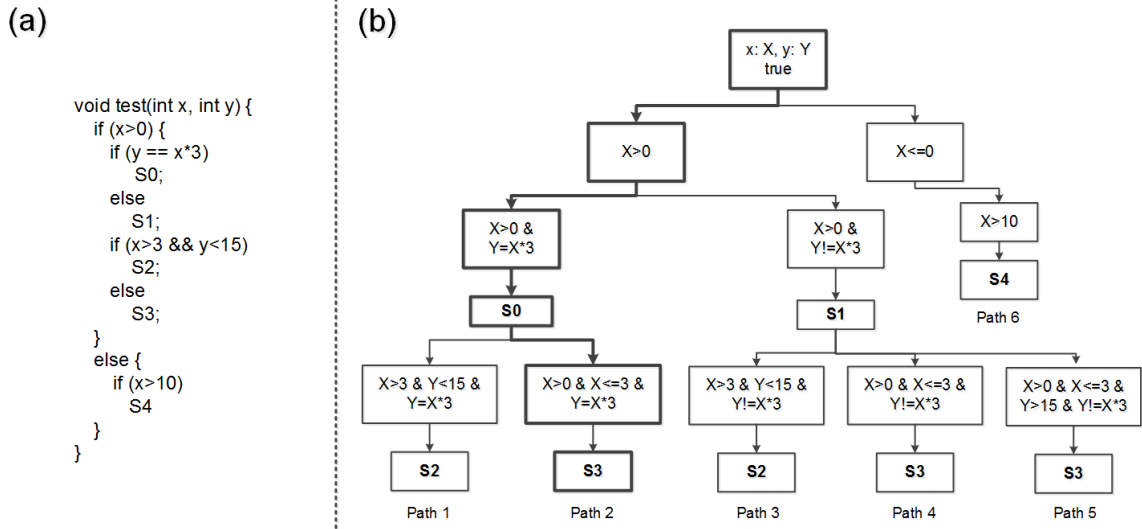 (a)
void test(int x, int y) {
if (x>0) {
if (y == x*3)
S0;
else
S1;
if (x>3 && y<15)
S2;
else
S3;
}
else {
if (x>10)
S4
}
}
(b)
x: X, y: Y
true
X>0
X<=0
X>0 &
Y=X*3
X>0 &
Y!=X*3
X>10
S4
Path 6
S0
S1
X>3 & Y<15 &
Y=X*3
X>0 & X<=3 &
Y=X*3
X>3 & Y<15 &
Y!=X*3
X>0 & X<=3 &
Y!=X*3
X>0 & X<=3 &
Y>15 & Y!=X*3
S2
S3
S2
S3
S3
Path 1
Path 2
Path 3
Path 4
Path 5